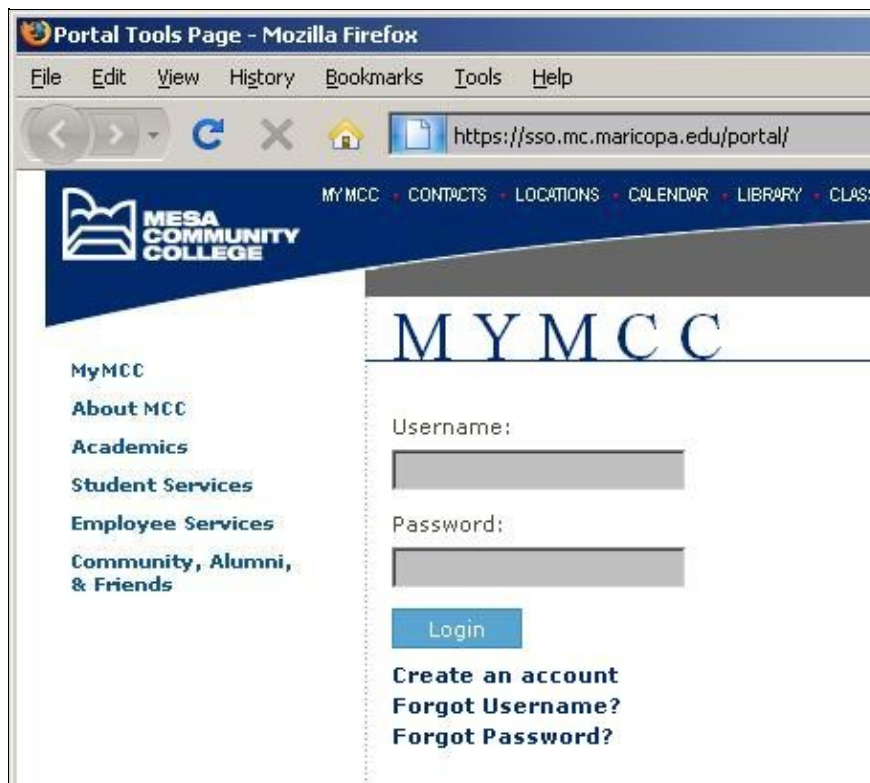 Portal Tools Page - Mozilla Firefox
File Edit View History Bookmarks Tools Help
https://sso.mc.maricopa.edu/portal/
MYMCC CONTACTS LOCATIONS CALENDAR LIBRARY CLASS
MESA
COMMUNITY
COLLEGE
MYMCC
MyMCC
About MCC
Academics
Student Services
Employee Services
Community, Alumni,
& Friends
Username:
Password:
Login
Create an account
Forgot Username?
Forgot Password?